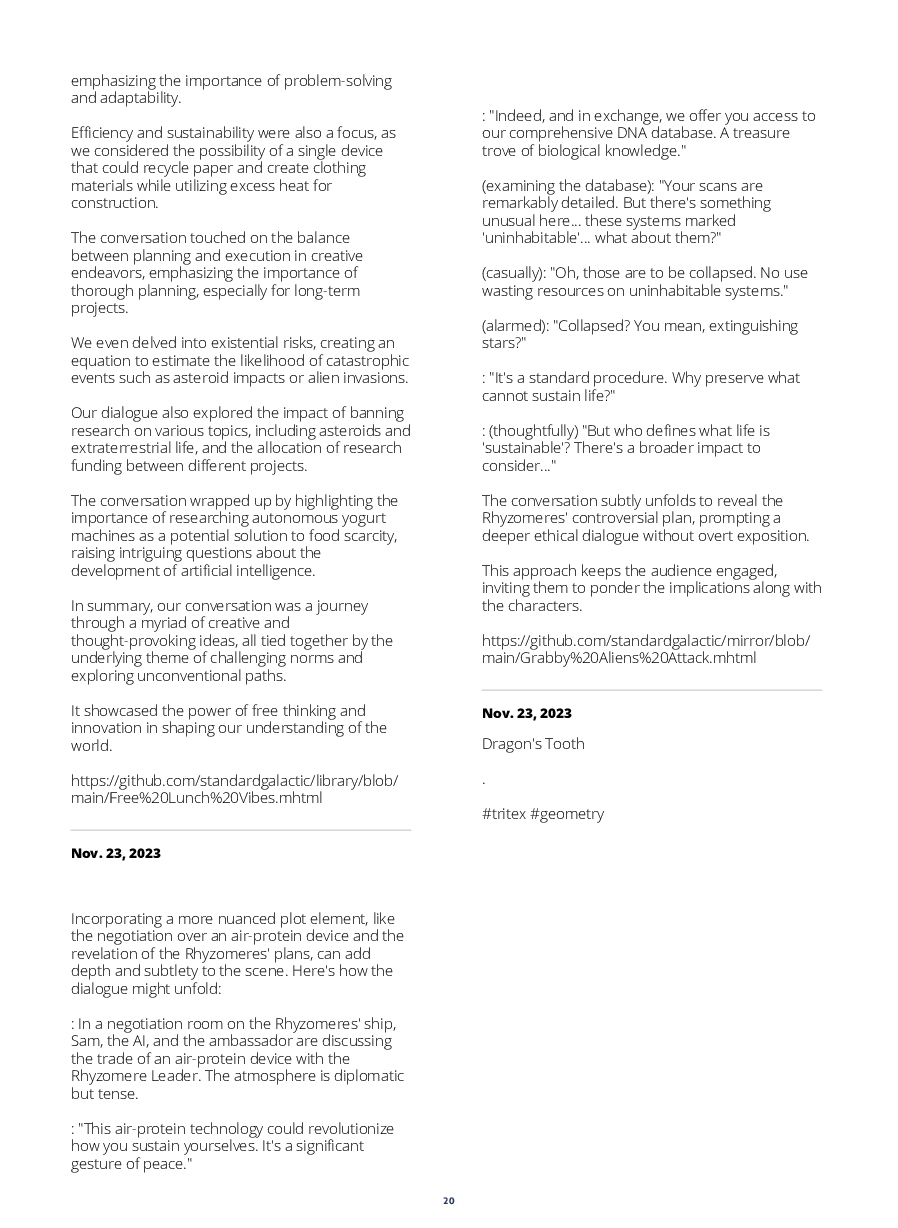 emphasizing the importance of problem-solving
and adaptability.
Efficiency and sustainability were also a focus, as
we considered the possibility of a single device
that could recycle paper and create clothing
materials while utilizing excess heat for
construction.
The conversation touched on the balance
between planning and execution in creative
endeavors, emphasizing the importance of
thorough planning, especially for long-term
projects.
We even delved into existential risks, creating an
equation to estimate the likelihood of catastrophic
events such as asteroid impacts or alien invasions.
Our dialogue also explored the impact of banning
research on various topics, including asteroids and
extraterrestrial life, and the allocation of research
funding between different projects.
The conversation wrapped up by highlighting the
importance of researching autonomous yogurt
machines as a potential solution to food scarcity,
raising intriguing questions about the
development of artificial intelligence.
In summary, our conversation was a journey
through a myriad of creative and
thought-provoking ideas, all tied together by the
underlying theme of challenging norms and
exploring unconventional paths.
It showcased the power of free thinking and
innovation in shaping our understanding of the
world.
https://github.com/standardgalactic/library/blob/
main/Free%20Lunch%20Vibes.mhtml
Nov. 23, 2023
Incorporating a more nuanced plot element, like
the negotiation over an air-protein device and the
revelation of the Rhyzomeres' plans, can add
depth and subtlety to the scene. Here's how the
dialogue might unfold:
: In a negotiation room on the Rhyzomeres' ship,
Sam, the AI, and the ambassador are discussing
the trade of an air-protein device with the
Rhyzomere Leader. The atmosphere is diplomatic
but tense.
: "This air-protein technology could revolutionize
how you sustain yourselves. It's a significant
gesture of peace."
: "Indeed, and in exchange, we offer you access to
our comprehensive DNA database. A treasure
trove of biological knowledge."
(examining the database): "Your scans are
remarkably detailed. But there's something
unusual here... these systems marked
'uninhabitable'... what about them?"
(casually): "Oh, those are to be collapsed. No use
wasting resources on uninhabitable systems."
(alarmed): "Collapsed? You mean, extinguishing
stars?"
: "It's a standard procedure. Why preserve what
cannot sustain life?"
: (thoughtfully) "But who defines what life is
'sustainable'? There's a broader impact to
consider..."
The conversation subtly unfolds to reveal the
Rhyzomeres' controversial plan, prompting a
deeper ethical dialogue without overt exposition.
This approach keeps the audience engaged,
inviting them to ponder the implications along with
the characters.
https://github.com/standardgalactic/mirror/blob/
main/Grabby%20Aliens%20Attack.mhtml
Nov. 23, 2023
Dragon's Tooth
.
#tritex #geometry
20